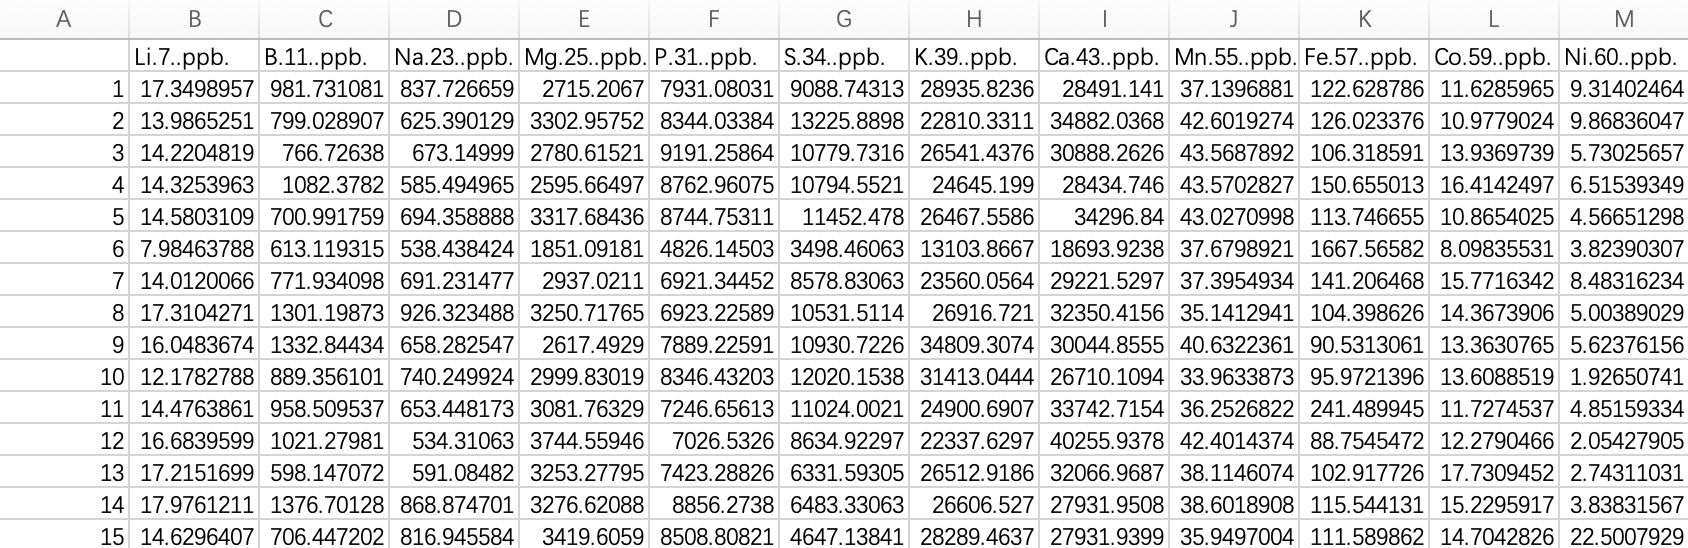 A B C D E F G H I J K L M
Li.7..ppb. B.11..ppb. Na.23..ppb. Mg.25..ppb. P.31..ppb. S.34..ppb. K.39..ppb. Ca.43..ppb. Mn.55..ppb. Fe.57..ppb. Co.59..ppb. Ni.60..ppb.
1 17.3498957 981.731081 837.726659 2715.2067 7931.08031 9088.74313 28935.8236 28491.141 37.1396881 122.628786 11.6285965 9.31402464
2 13.9865251 799.028907 625.390129 3302.95752 8344.03384 13225.8898 22810.3311 34882.0368 42.6019274 126.023376 10.9779024 9.86836047
3 14.2204819 766.72638 673.14999 2780.61521 9191.25864 10779.7316 26541.4376 30888.2626 43.5687892 106.318591 13.9369739 5.73025657
4 14.3253963 1082.3782 585.494965 2595.66497 8762.96075 10794.5521 24645.199 28434.746 43.5702827 150.655013 16.4142497 6.51539349
5 14.5803109 700.991759 694.358888 3317.68436 8744.75311 11452.478 26467.5586 34296.84 43.0270998 113.746655 10.8654025 4.56651298
6 7.98463788 613.119315 538.438424 1851.09181 4826.14503 3498.46063 13103.8667 18693.9238 37.6798921 1667.56582 8.09835531 3.82390307
7 14.0120066 771.934098 691.231477 2937.0211 6921.34452 8578.83063 23560.0564 29221.5297 37.3954934 141.206468 15.7716342 8.48316234
8 17.3104271 1301.19873 926.323488 3250.71765 6923.22589 10531.5114 26916.721 32350.4156 35.1412941 104.398626 14.3673906 5.00389029
9 16.0483674 1332.84434 658.282547 2617.4929 7889.22591 10930.7226 34809.3074 30044.8555 40.6322361 90.5313061 13.3630765 5.62376156
10 12.1782788 889.356101 740.249924 2999.83019 8346.43203 12020.1538 31413.0444 26710.1094 33.9633873 95.9721396 13.6088519 1.92650741
11 14.4763861 958.509537 653.448173 3081.76329 7246.65613 11024.0021 24900.6907 33742.7154 36.2526822 241.489945 11.7274537 4.85159334
12 16.6839599 1021.27981 534.31063 3744.55946 7026.5326 8634.92297 22337.6297 40255.9378 42.4014374 88.7545472 12.2790466 2.05427905
13 17.2151699 598.147072 591.08482 3253.27795 7423.28826 6331.59305 26512.9186 32066.9687 38.1146074 102.917726 17.7309452 2.74311031
14 17.9761211 1376.70128 868.874701 3276.62088 8856.2738 6483.33063 26606.527 27931.9508 38.6018908 115.544131 15.2295917 3.83831567
15 14.6296407 706.447202 816.945584 3419.6059 8508.80821 4647.13841 28289.4637 27931.9399 35.9497004 111.589862 14.7042826 22.5007929